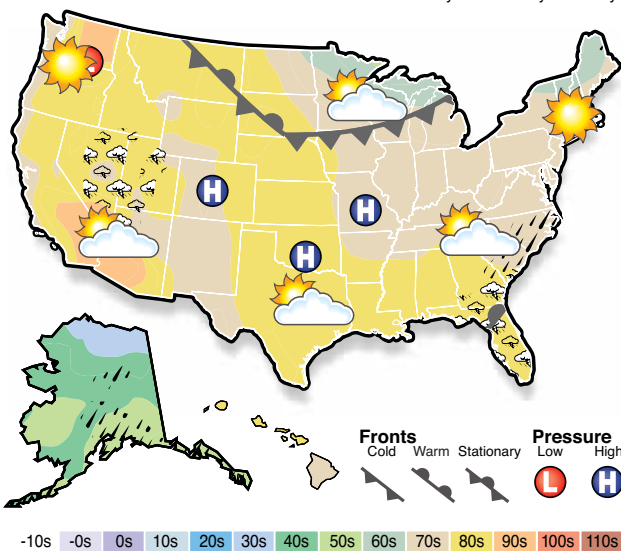 H
H
H
Fronts
Cold Warm Stationary
Pressure
Low High
L H
-10s -0s 0s 10s 20s 30s 40s 50s 60s 70s 80s 90s 100s 110s